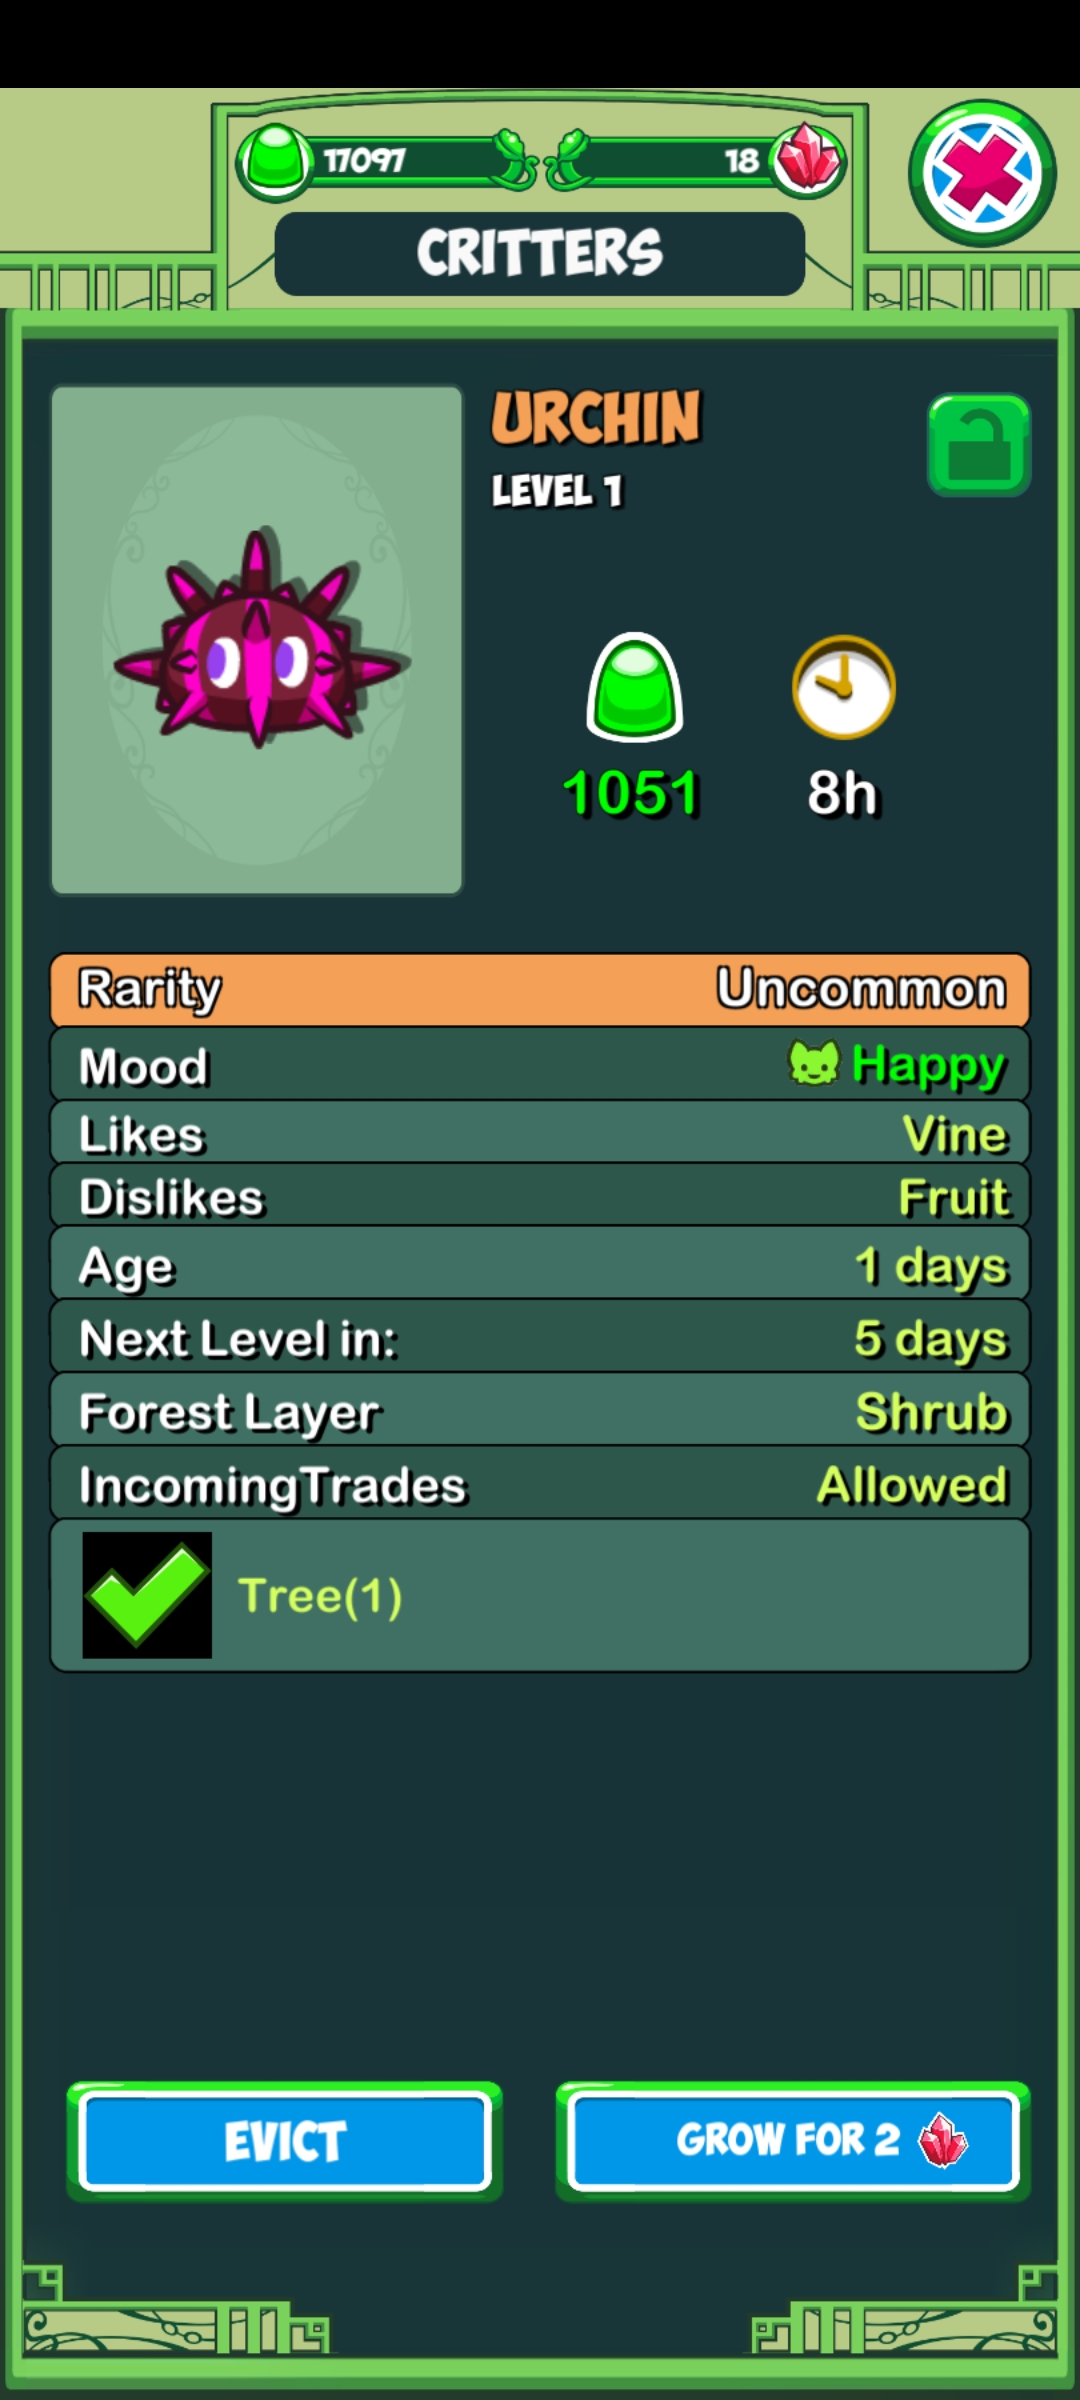 17097
18
CRITTERS
URCHIN
LEVEL 1
1051
8h
Rarity Uncommon
Mood Happy
Likes Vine
Dislikes Fruit
Age 1 days
Next Level in: 5 days
Forest Layer Shrub
IncomingTrades Allowed
Tree(1)
EVICT
GROW FOR 2